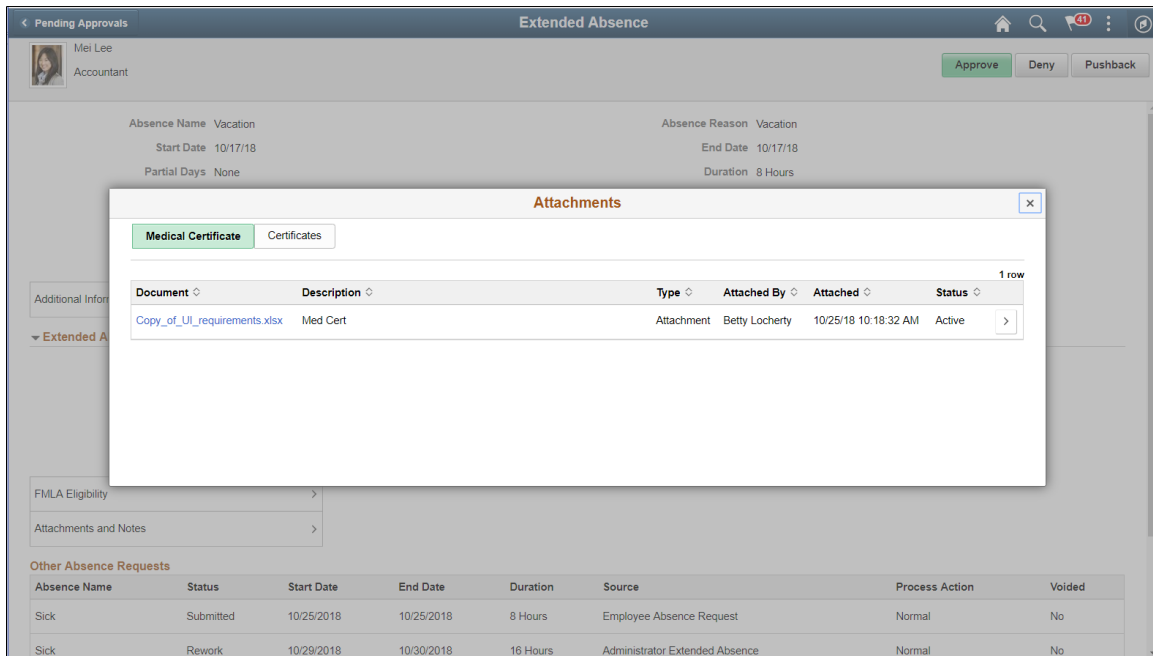 Pending Approvals
Extended Absence
41
Mei Lee
Accountant
Approve Deny Pushback
Absence Name Vacation Absence Reason Vacation
Start Date 10/17/18 End Date 10/17/18
Partial Days None Duration 8 Hours
Attachments
Medical Certificate Certificates
1 row
Document Description Type Attached By Attached Status
Copy_of_UI_requirements.xlsx Med Cert Attachment Betty Locherty 10/25/18 10:18:32 AM Active
Additional Infor
Extended A
FMLA Eligibility
Attachments and Notes
Other Absence Requests
Absence Name Status Start Date End Date Duration Source Process Action Voided
Sick Submitted 10/25/2018 10/25/2018 8 Hours Employee Absence Request Normal No
Sick Rework 10/29/2018 10/30/2018 16 Hours Administrator Extended Absence Normal No